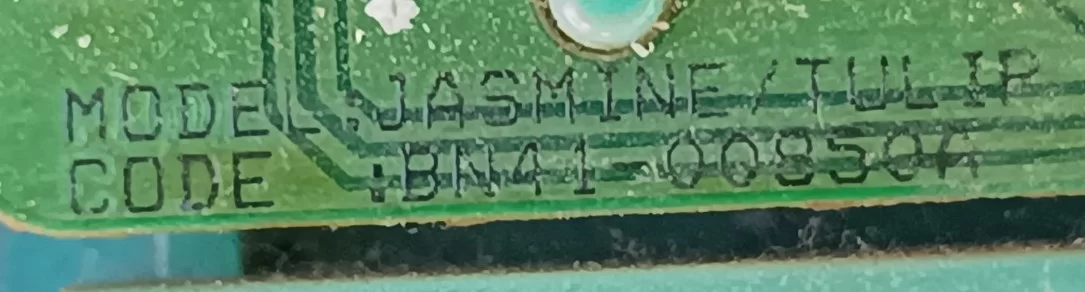 MODEL:JASMINE/TULIP
CODE :BN41-00850A